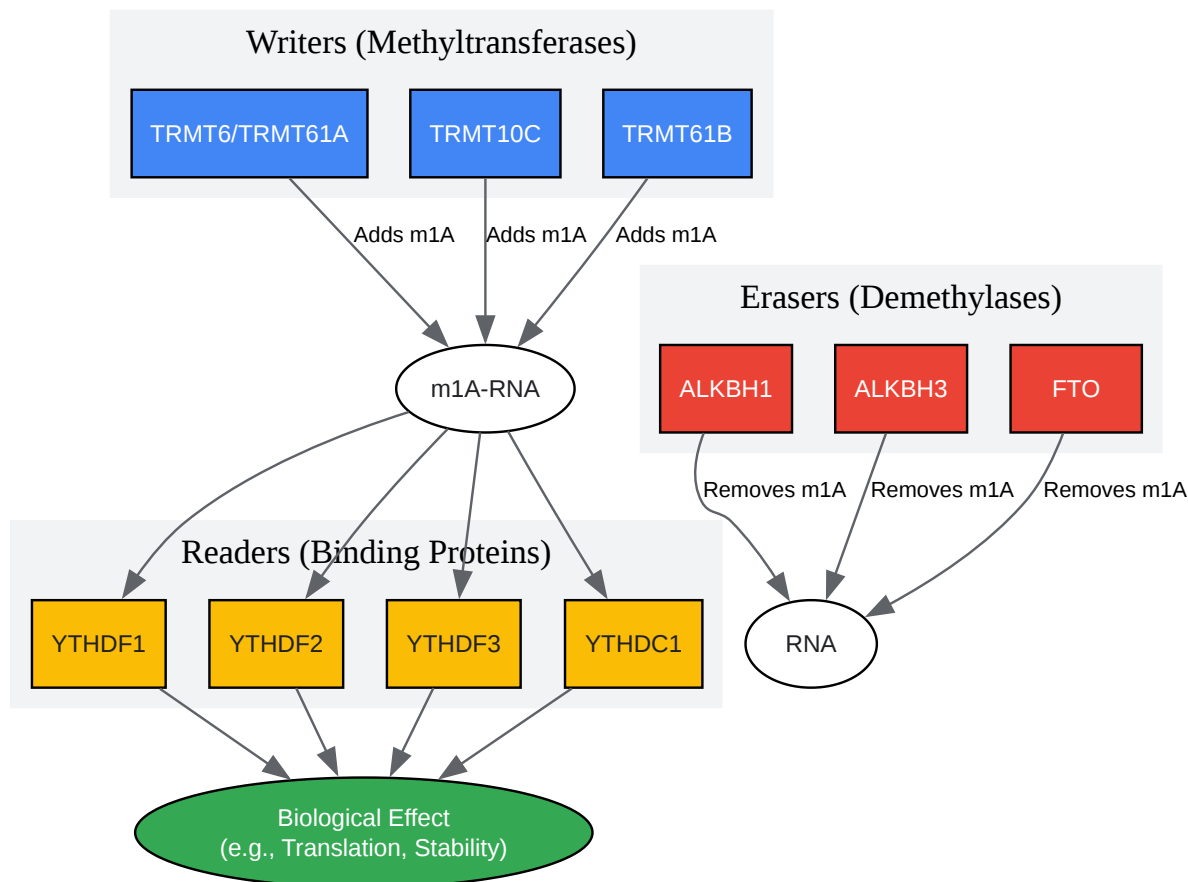 Writers (Methyltransferases)
TRMT6/TRMT61A
TRMT10C
TRMT61B
Adds m1A
Adds m1A
Adds m1A
Erasers (Demethylases)
ALKBH1
ALKBH3
FTO
m1A-RNA
Removes m1A
Removes m1A
Removes m1A
Readers (Binding Proteins)
YTHDF1
YTHDF2
YTHDF3
YTHDC1
RNA
Biological Effect
(e.g., Translation, Stability)